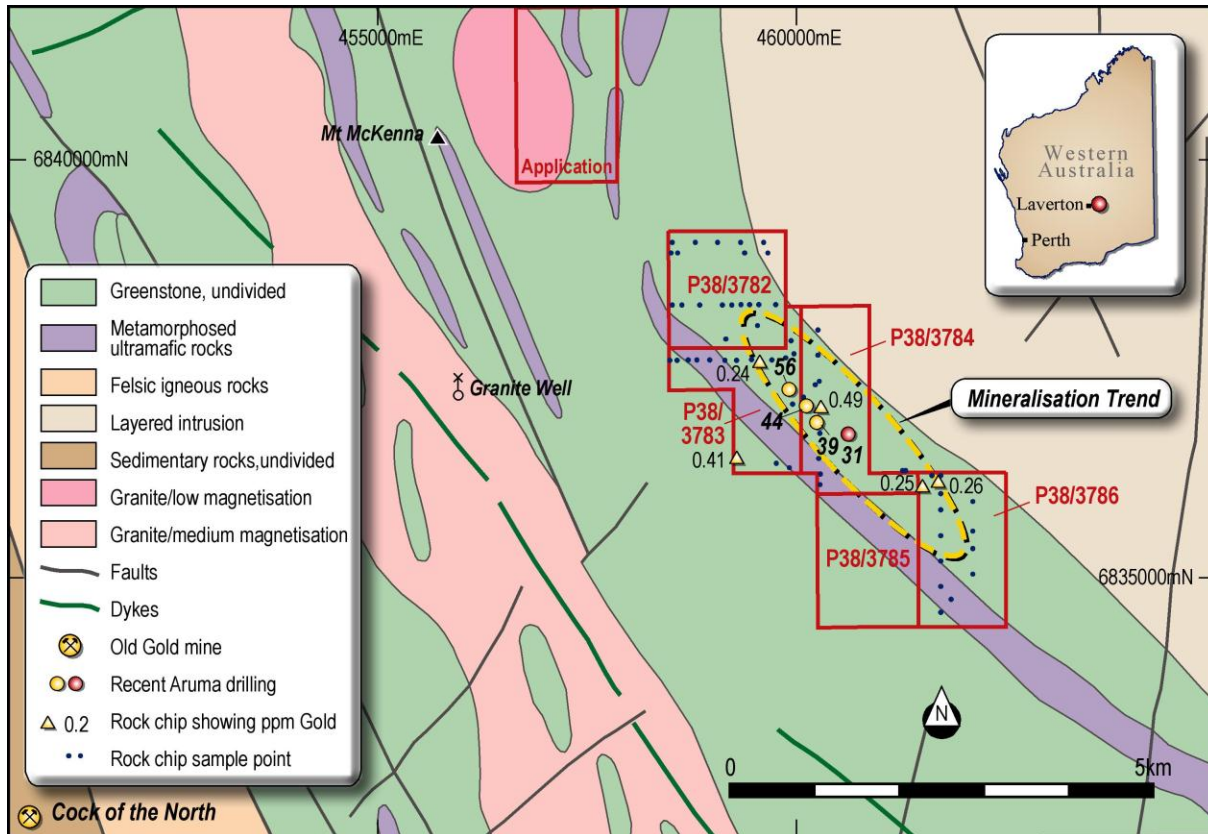 455000mE
460000mE
Mt McKenna
6840000mN
Application
Western
Australia
Laverton
Perth
Greenstone, undivided
Metamorphosed
ultramafic rocks
Felsic igneous rocks
Layered intrusion
Sedimentary rocks,undivided
Granite/low magnetisation
Granite/medium magnetisation
Faults
Dykes
Old Gold mine
Recent Aruma drilling
0.2 Rock chip showing ppm Gold
Rock chip sample point
Granite Well
P38/3782
P38/3784
Mineralisation Trend
0.24
56
P38/
3783
0.49
44
39
31
0.41
0.25
0.26
P38/3786
P38/3785
6835000mN
N
0
5km
Cock of the North